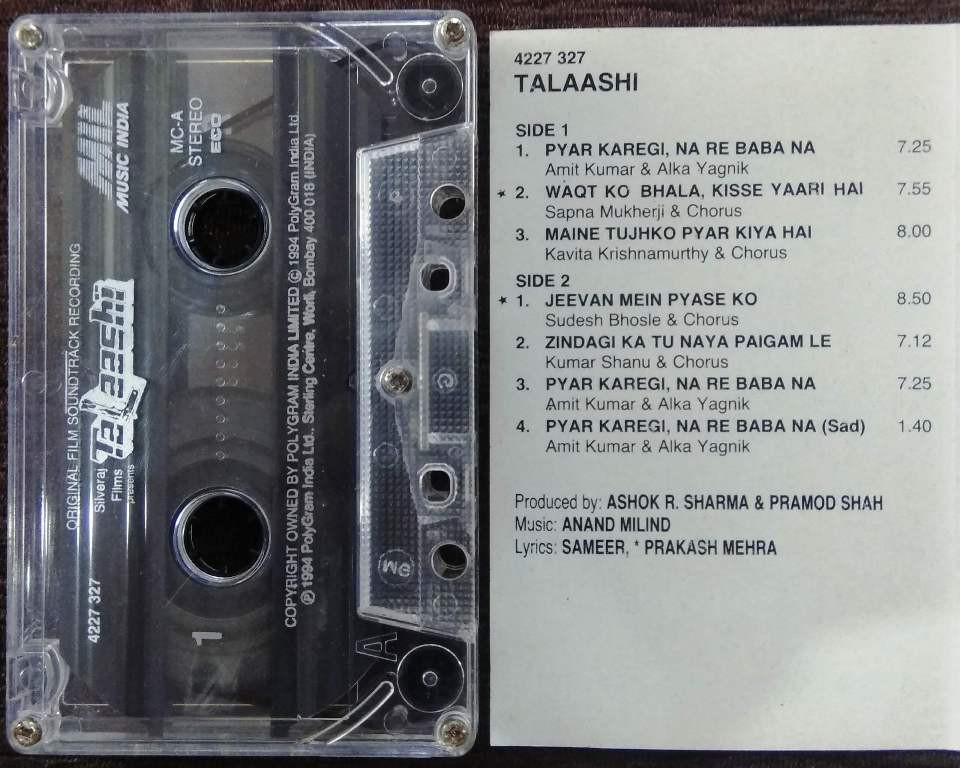 MIL
MUSIC INDIA
MC-A
STEREO
ECO
ORIGINAL FILM SOUNDTRACK RECORDING
Silveraj
Films
presents
Talaashii
4227 327
1
COPYRIGHT OWNED BY POLYGRAM INDIA LIMITED © 1994 PolyGram India Ltd.
℗ 1994 PolyGram India Ltd., Sterling Centre, Worli, Bombay 400 018 (INDIA)
A
4227 327
TALAASHI
SIDE 1
1. PYAR KAREGI, NA RE BABA NA 7.25
Amit Kumar & Alka Yagnik
* 2. WAQT KO BHALA, KISSE YAARI HAI 7.55
Sapna Mukherji & Chorus
3. MAINE TUJHKO PYAR KIYA HAI 8.00
Kavita Krishnamurthy & Chorus
SIDE 2
* 1. JEEVAN MEIN PYASE KO 8.50
Sudesh Bhosle & Chorus
2. ZINDAGI KA TU NAYA PAIGAM LE 7.12
Kumar Shanu & Chorus
3. PYAR KAREGI, NA RE BABA NA 7.25
Amit Kumar & Alka Yagnik
4. PYAR KAREGI, NA RE BABA NA (Sad) 1.40
Amit Kumar & Alka Yagnik
Produced by: ASHOK R. SHARMA & PRAMOD SHAH
Music: ANAND MILIND
Lyrics: SAMEER, * PRAKASH MEHRA